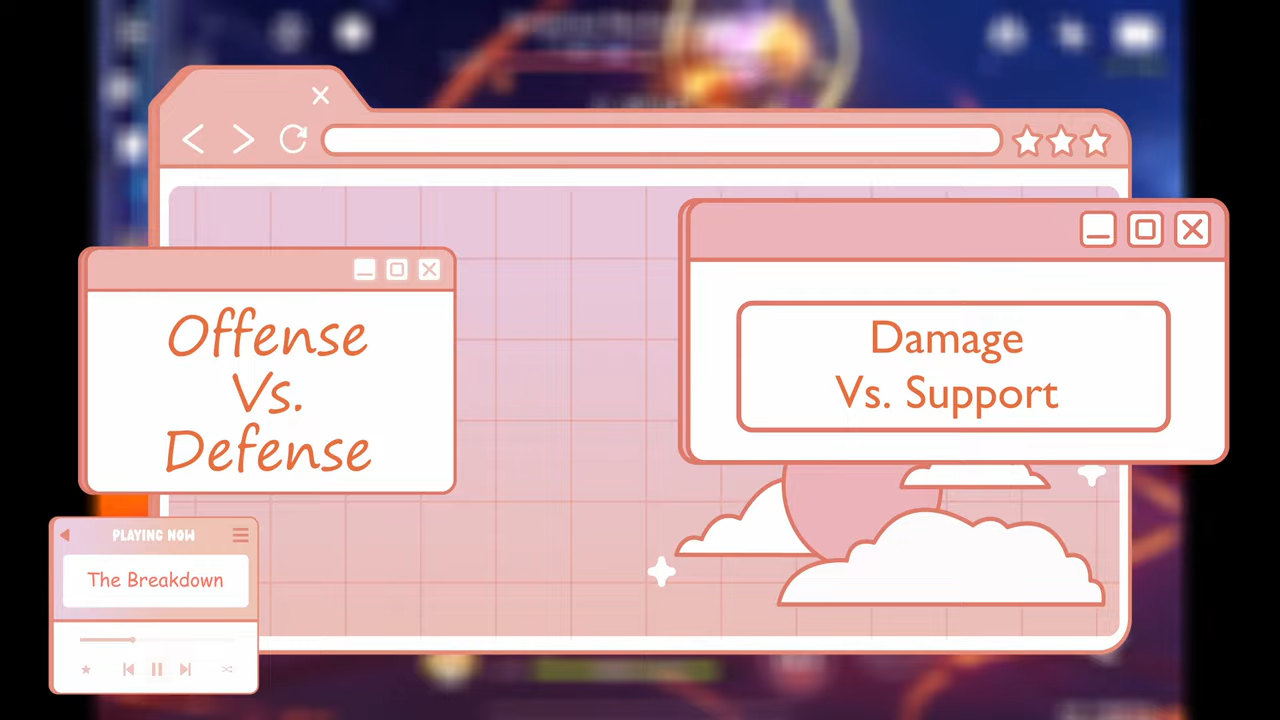 Offense
Vs.
Defense
Damage
Vs. Support
PLAYING NOW
The Breakdown